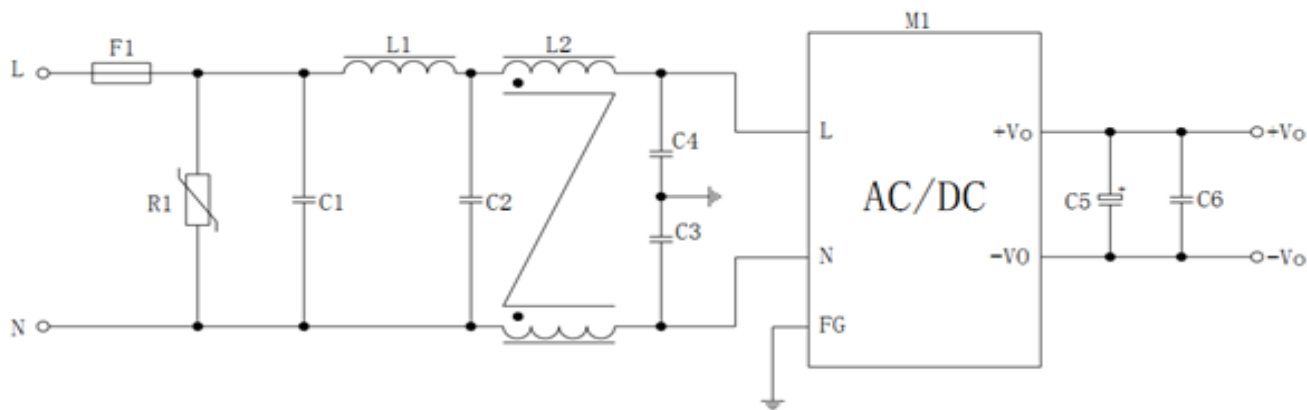 M1
F1
L1
L2
L
C4
L
+Vo
+Vo
R1
C1
C2
AC/DC
C5
+
C6
C3
N
-VO
-Vo
N
FG